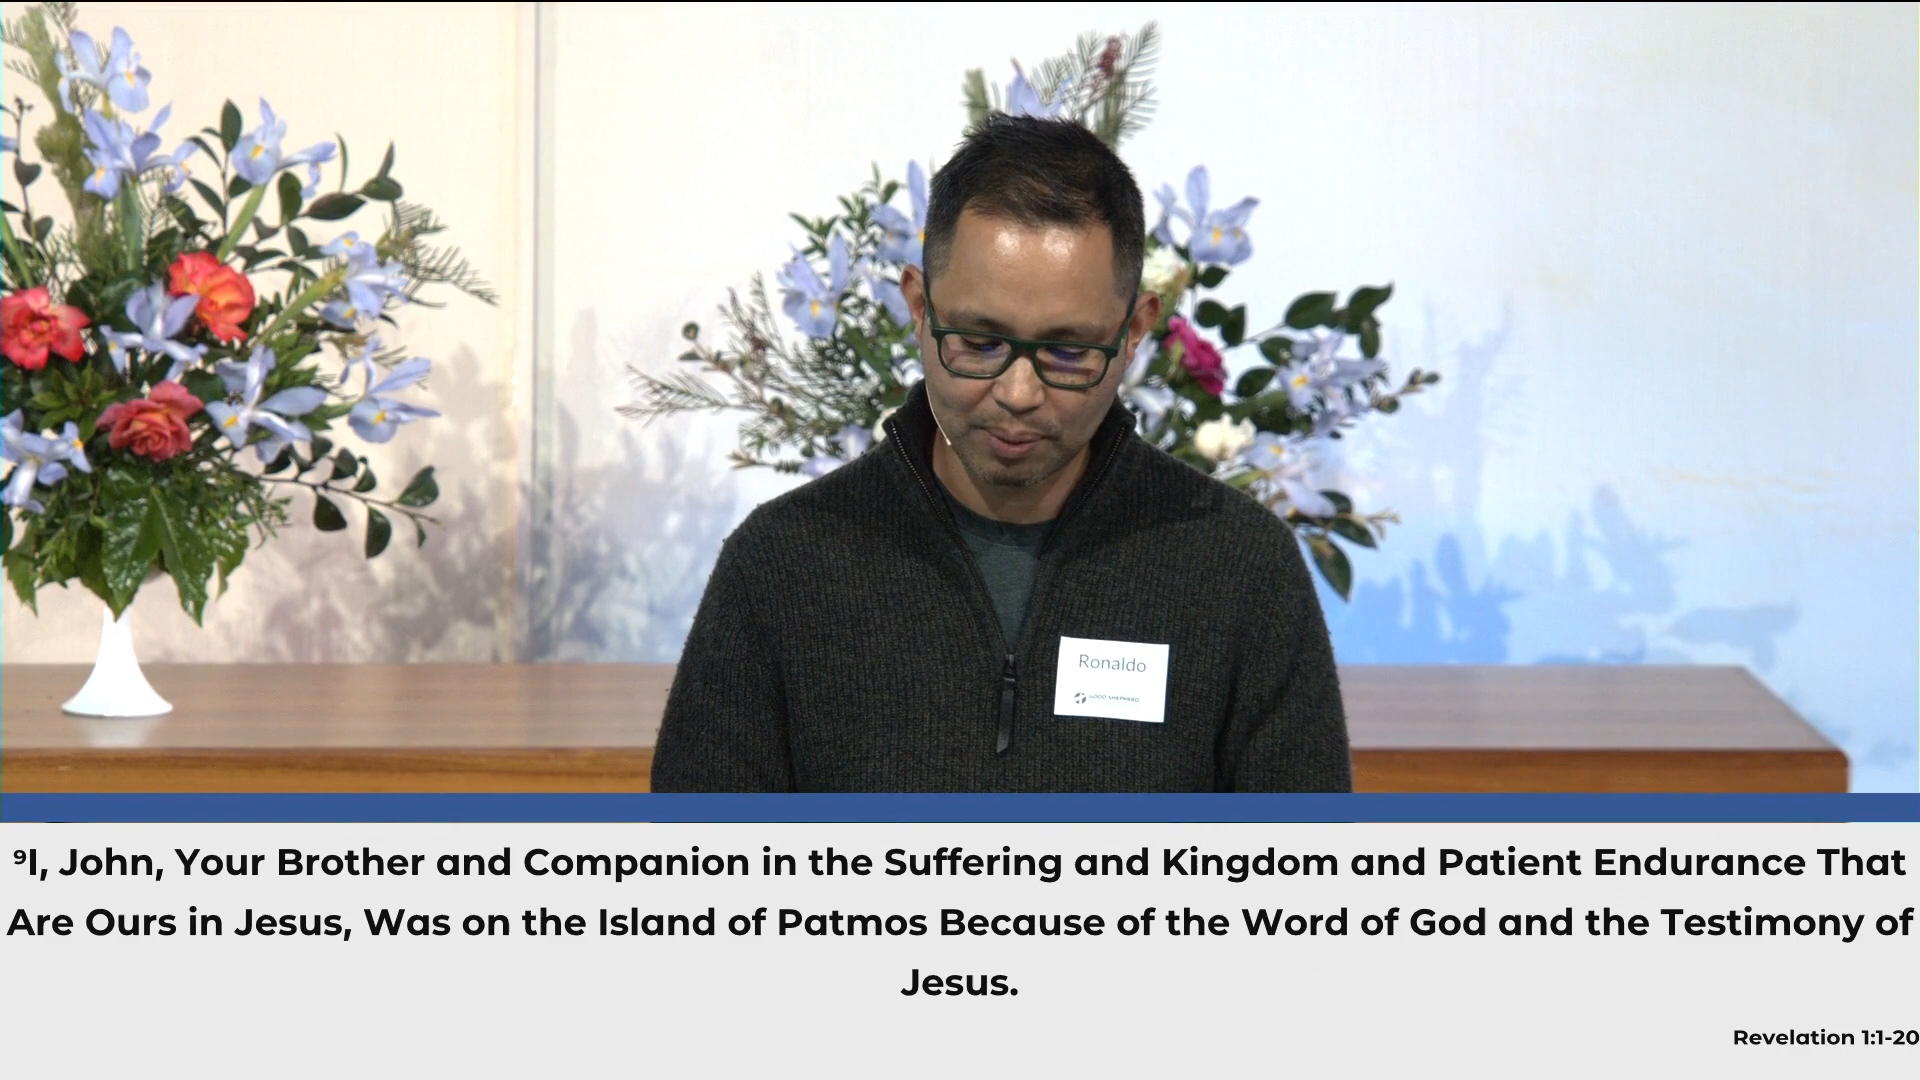 Ronaldo
GOOD SHEPHERD
⁹I, John, Your Brother and Companion in the Suffering and Kingdom and Patient Endurance That
Are Ours in Jesus, Was on the Island of Patmos Because of the Word of God and the Testimony of
Jesus.
Revelation 1:1-20